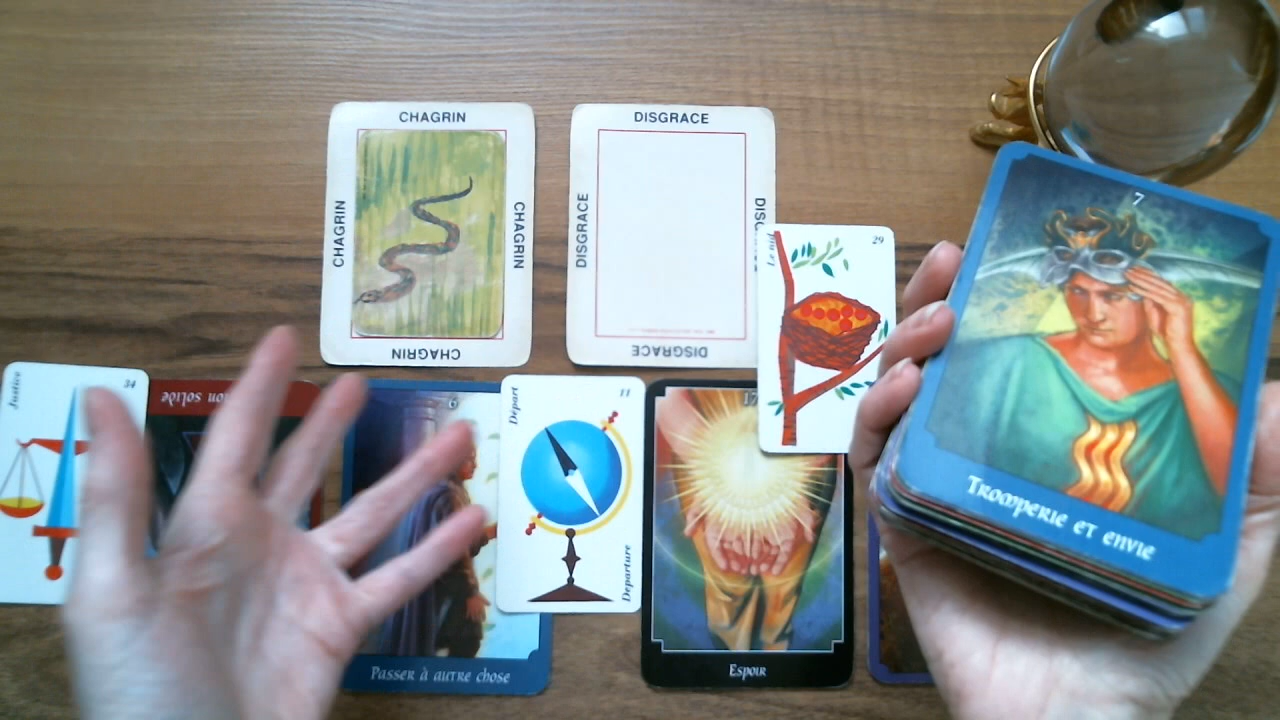 CHAGRIN
CHAGRIN
CHAGRIN
CHAGRIN
DISGRACE
DISGRACE
DISGRACE
7
Tromperie et envie
Le nid
29
Justice
34
solide
6
Passer à autre chose
Départ
11
Departure
17
Espoir